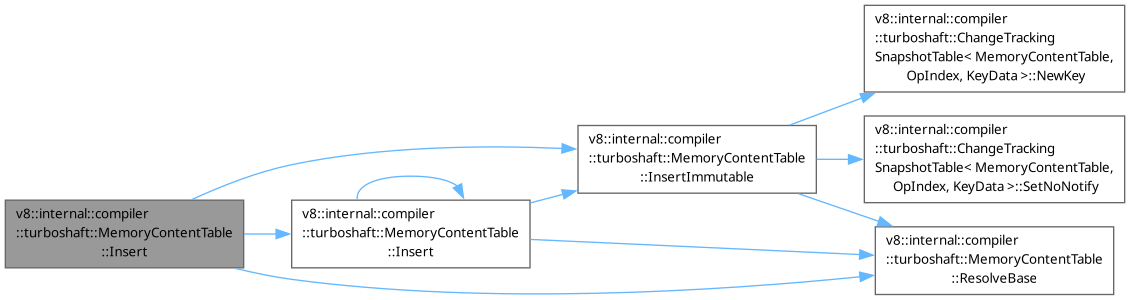 v8::internal::compiler
::turboshaft::MemoryContentTable
::Insert
v8::internal::compiler
::turboshaft::MemoryContentTable
::Insert
v8::internal::compiler
::turboshaft::MemoryContentTable
::InsertImmutable
v8::internal::compiler
::turboshaft::ChangeTracking
SnapshotTable< MemoryContentTable,
OpIndex, KeyData >::NewKey
v8::internal::compiler
::turboshaft::ChangeTracking
SnapshotTable< MemoryContentTable,
OpIndex, KeyData >::SetNoNotify
v8::internal::compiler
::turboshaft::MemoryContentTable
::ResolveBase